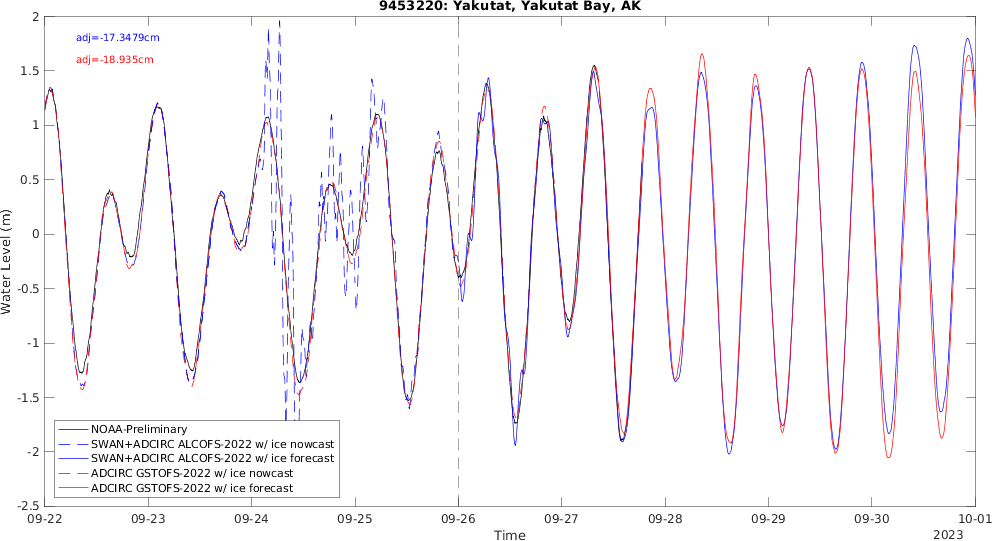 9453220: Yakutat, Yakutat Bay, AK
2
adj=-17.3479cm
adj=-18.935cm
1.5
1
0.5
0
-0.5
-1
-1.5
-2
-2.5
Water Level (m)
NOAA-Preliminary
SWAN+ADCIRC ALCOFS-2022 w/ ice nowcast
SWAN+ADCIRC ALCOFS-2022 w/ ice forecast
ADCIRC GSTOFS-2022 w/ ice nowcast
ADCIRC GSTOFS-2022 w/ ice forecast
09-22 09-23 09-24 09-25 09-26 09-27 09-28 09-29 09-30 10-01
Time
2023